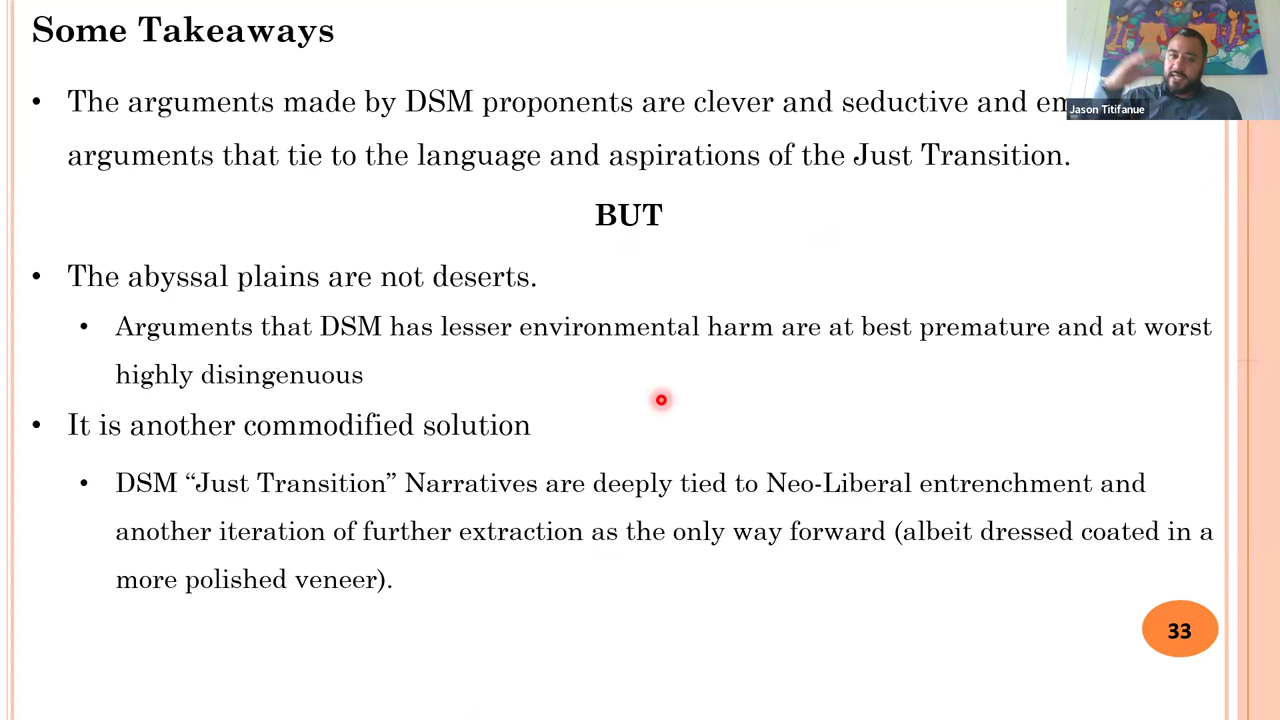 Some Takeaways
• The arguments made by DSM proponents are clever and seductive and
arguments that tie to the language and aspirations of the Just Transition.
BUT
• The abyssal plains are not deserts.
• Arguments that DSM has lesser environmental harm are at best premature and at worst
highly disingenuous
• It is another commodified solution
• DSM “Just Transition” Narratives are deeply tied to Neo-Liberal entrenchment and
another iteration of further extraction as the only way forward (albeit dressed coated in a
more polished veneer).
33
Jason Titifanue